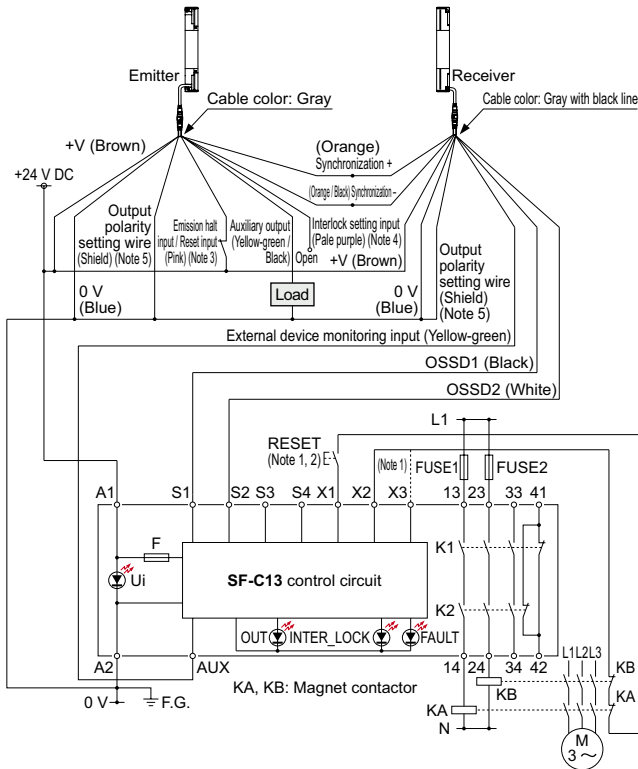 Emitter
Receiver
Cable color: Gray
Cable color: Gray with black line
+V (Brown)
(Orange)
Synchronization +
+24 V DC
(Orange / Black) Synchronization –
Output
polarity
setting wire
(Shield) (Note 5)
Emission halt
input / Reset input
(Pink) (Note 3)
Auxiliary output
(Yellow-green /
Black)
Interlock setting input
(Pale purple) (Note 4)
Open
+V (Brown)
Output
polarity
setting wire
(Shield)
(Note 5)
0 V
(Blue)
Load
0 V
(Blue)
External device monitoring input (Yellow-green)
OSSD1 (Black)
OSSD2 (White)
L1
RESET
(Note 1, 2)
(Note 1)
FUSE1
FUSE2
A1 S1 S2 S3 S4 X1 X2 X3 13 23 33 41
F
K1
Ui
SF-C13 control circuit
K2
OUT INTER_LOCK FAULT
A2 AUX 14 24 34 42
L1 L2 L3
KB
KA
KA, KB: Magnet contactor
KB
0 V
F.G.
KA
N
M
3 ~